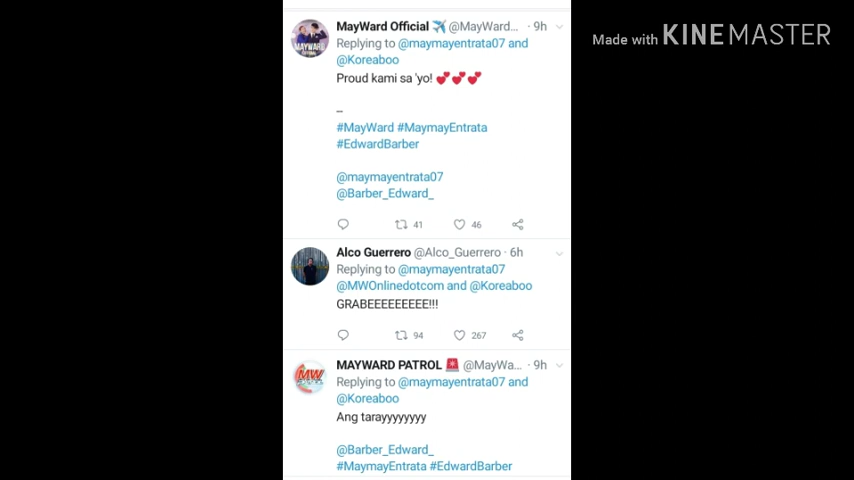 Made with KINEMASTER
MayWard Official @MayWard... · 9h
Replying to @maymayentrata07 and
@Koreaboo
Proud kami sa 'yo!
--
#MayWard #MaymayEntrata
#EdwardBarber
@maymayentrata07
@Barber_Edward_
41 46
Alco Guerrero @Alco_Guerrero · 6h
Replying to @maymayentrata07
@MWOnlinedotcom and @Koreaboo
GRABEEEEEEEEE!!!
94 267
MAYWARD PATROL @MayWa... · 9h
Replying to @maymayentrata07 and
@Koreaboo
Ang tarayyyyyyyy
@Barber_Edward_
#MaymayEntrata #EdwardBarber